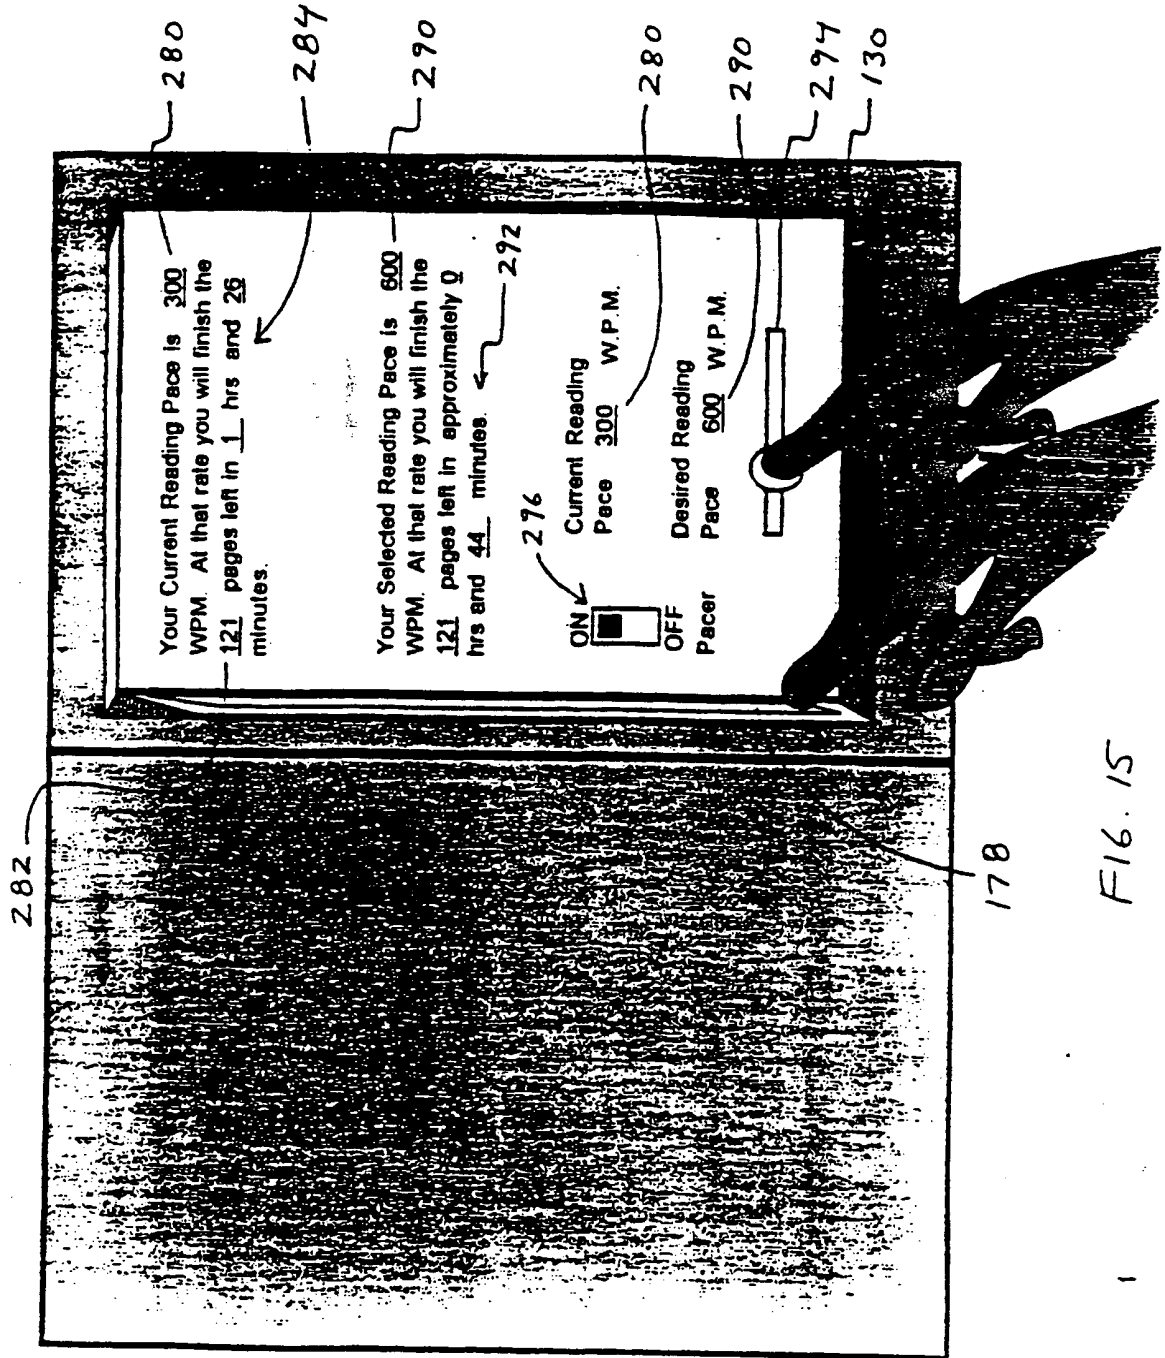 282
Your Current Reading Pace is 300
WPM. At that rate you will finish the
121 pages left in 1 hrs and 26
minutes.
280
284
Your Selected Reading Pace is 600
WPM. At that rate you will finish the
121 pages left in approximately 0
hrs and 44 minutes.
290
292
296
ON
OFF
Pacer
Current Reading
Pace 300 W.P.M.
280
Desired Reading
Pace 600 W.P.M.
290
294
130
178
FIG. 15